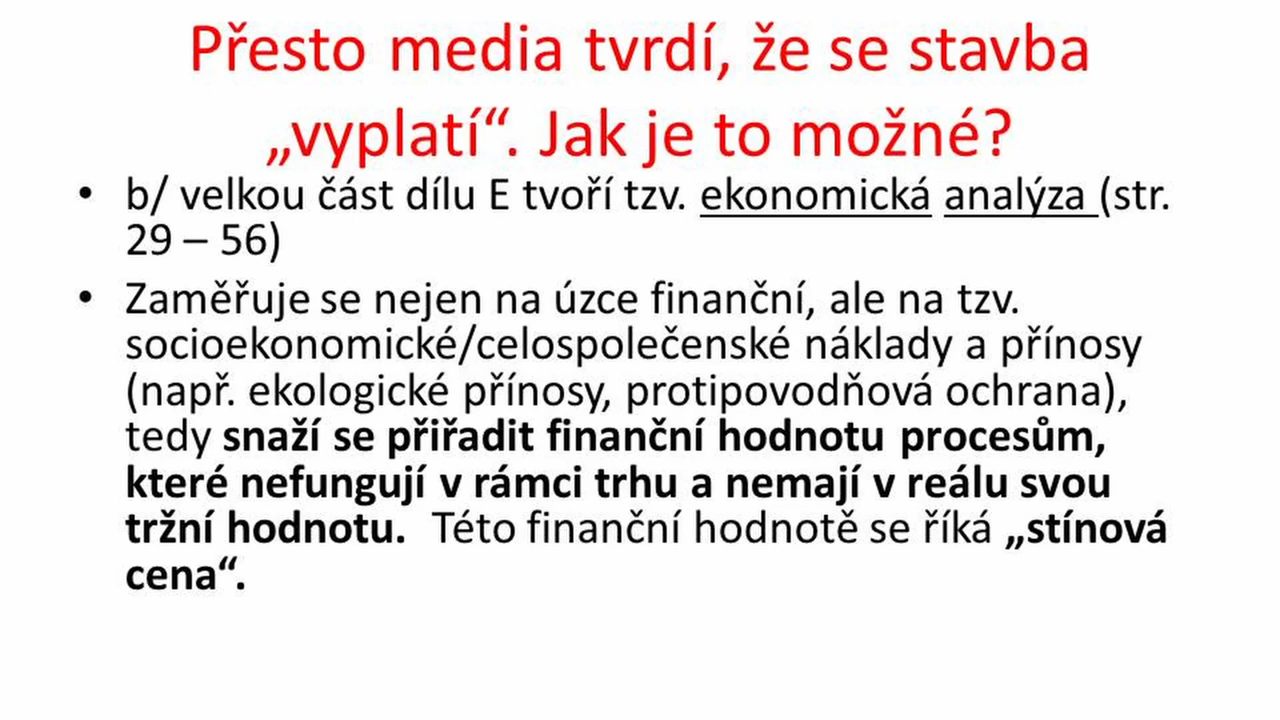 Přesto media tvrdí, že se stavba
„vyplatí“. Jak je to možné?
• b/ velkou část dílu E tvoří tzv. ekonomická analýza (str.
29 – 56)
• Zaměřuje se nejen na úzce finanční, ale na tzv.
socioekonomické/celospolečenské náklady a přínosy
(např. ekologické přínosy, protipovodňová ochrana),
tedy snaží se přiřadit finanční hodnotu procesům,
které nefungují v rámci trhu a nemají v reálu svou
tržní hodnotu. Této finanční hodnotě se říká „stínová
cena“.